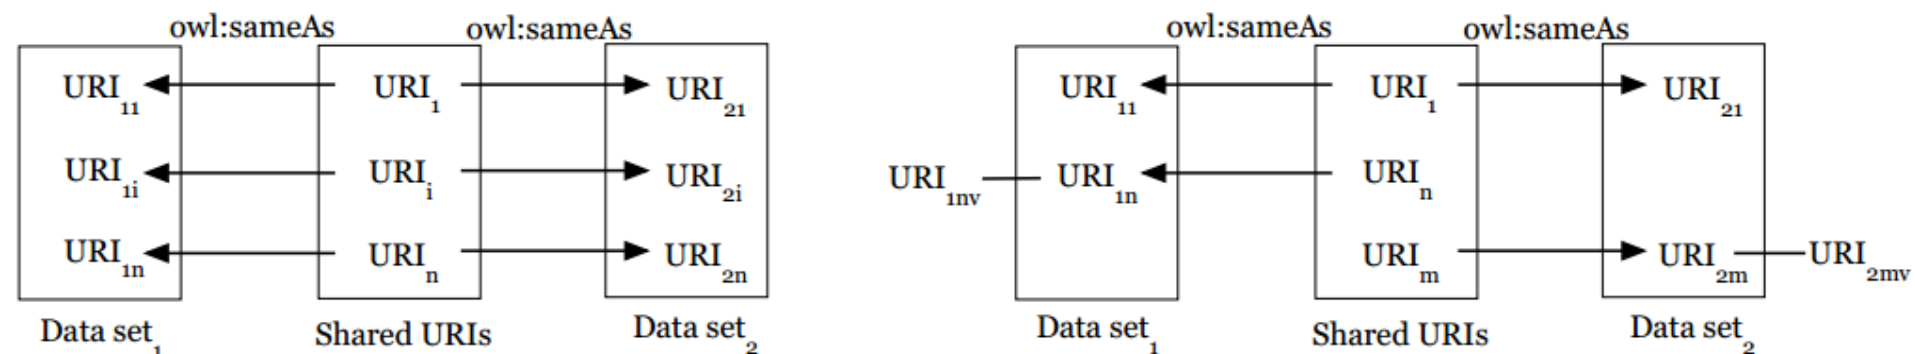 owl:sameAs owl:sameAs
URI11 URI1 URI21
URI1i URIi URI2i
URI1n URIn URI2n
Data set1 Shared URIs Data set2
owl:sameAs owl:sameAs
URI11 URI1 URI21
URI1nv URI1n URIn
URIm URI2m URI2mv
Data set1 Shared URIs Data set2